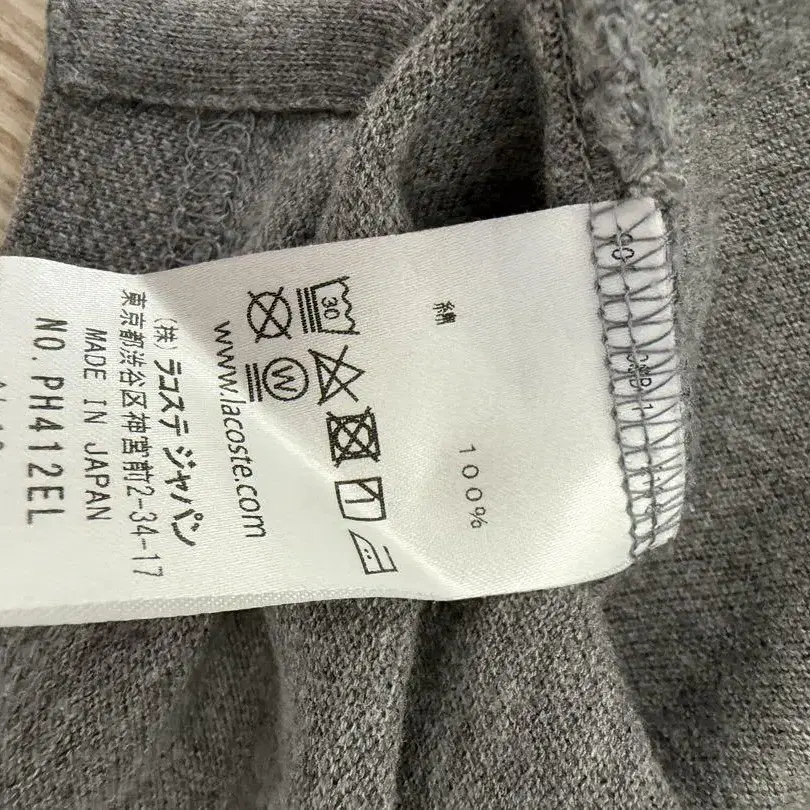 綿 100%
30
W
www.lacoste.com
(株) ラコステ ジャパン
東京都渋谷区神宮前2-34-17
MADE IN JAPAN
NO. PH412EL